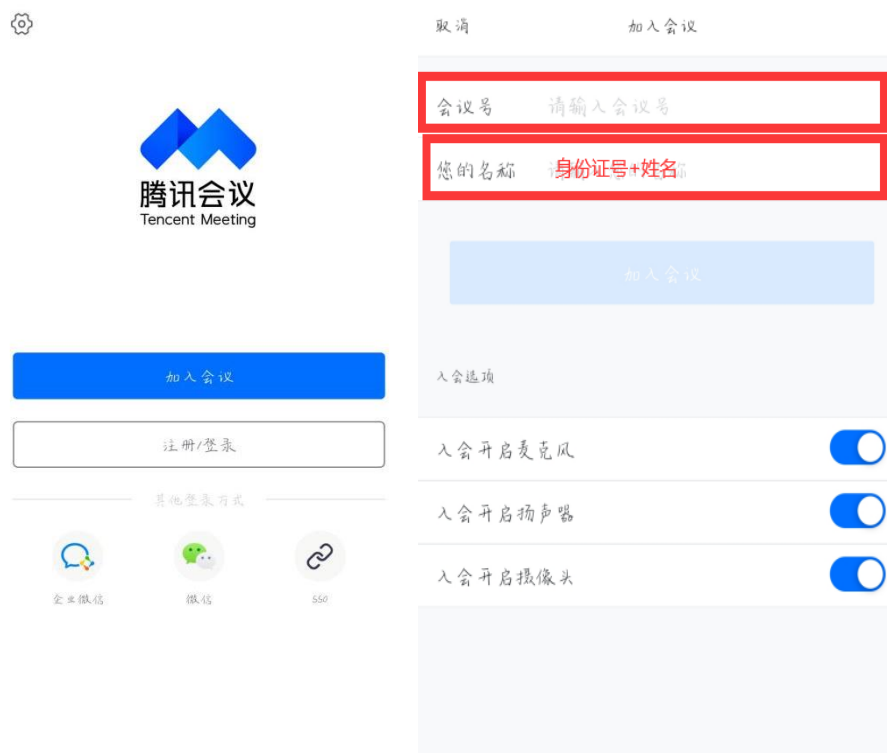 腾讯会议
Tencent Meeting
加入会议
注册/登录
其他登录方式
企业微信
微信
SSO
取消
加入会议
会议号
请输入会议号
您的名称
身份证号+姓名
加入会议
入会选项
入会开启麦克风
入会开启扬声器
入会开启摄像头